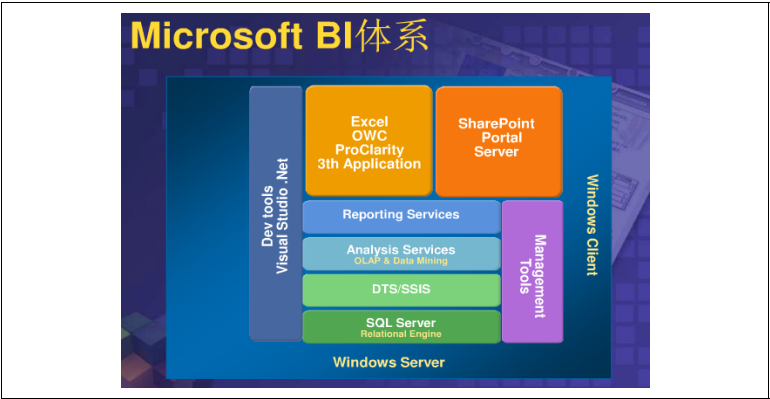 Microsoft BI体系
Dev tools
Visual Studio .Net
Excel
OWC
ProClarity
3th Application
SharePoint
Portal
Server
Reporting Services
Analysis Services
OLAP & Data Mining
DTS/SSIS
SQL Server
Relational Engine
Management
Tools
Windows Client
Windows Server